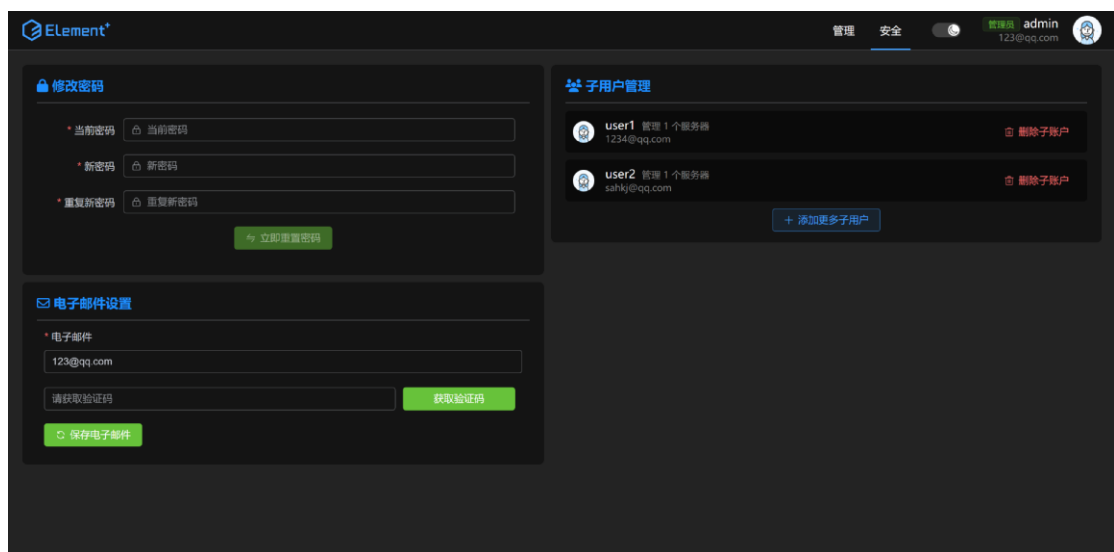 Element+
管理
安全
管理员 admin
123@qq.com
修改密码
* 当前密码 当前密码
* 新密码 新密码
* 重复新密码 重复新密码
立即重置密码
电子邮件设置
* 电子邮件
123@qq.com
请获取验证码
获取验证码
保存电子邮件
子用户管理
user1 管理 1 个服务器
1234@qq.com
删除子账户
user2 管理 1 个服务器
sahkj@qq.com
删除子账户
+ 添加更多子用户